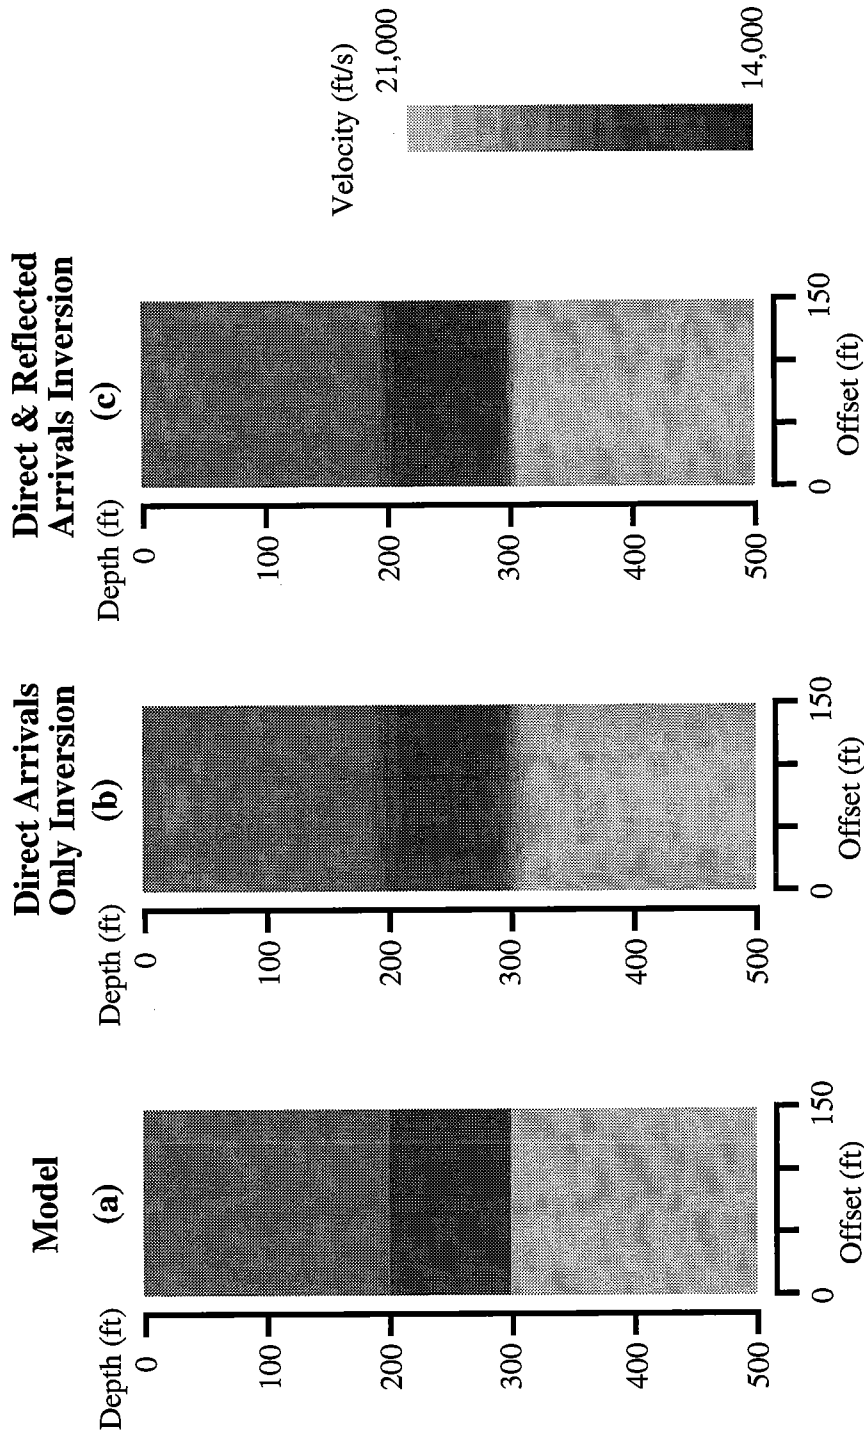 Model
(a)
Depth (ft)
0
100
200
300
400
500
0
150
Offset (ft)
Direct Arrivals
Only Inversion
(b)
Depth (ft)
0
100
200
300
400
500
0
150
Offset (ft)
Direct & Reflected
Arrivals Inversion
(c)
Depth (ft)
0
100
200
300
400
500
0
150
Offset (ft)
Velocity (ft/s)
21,000
14,000